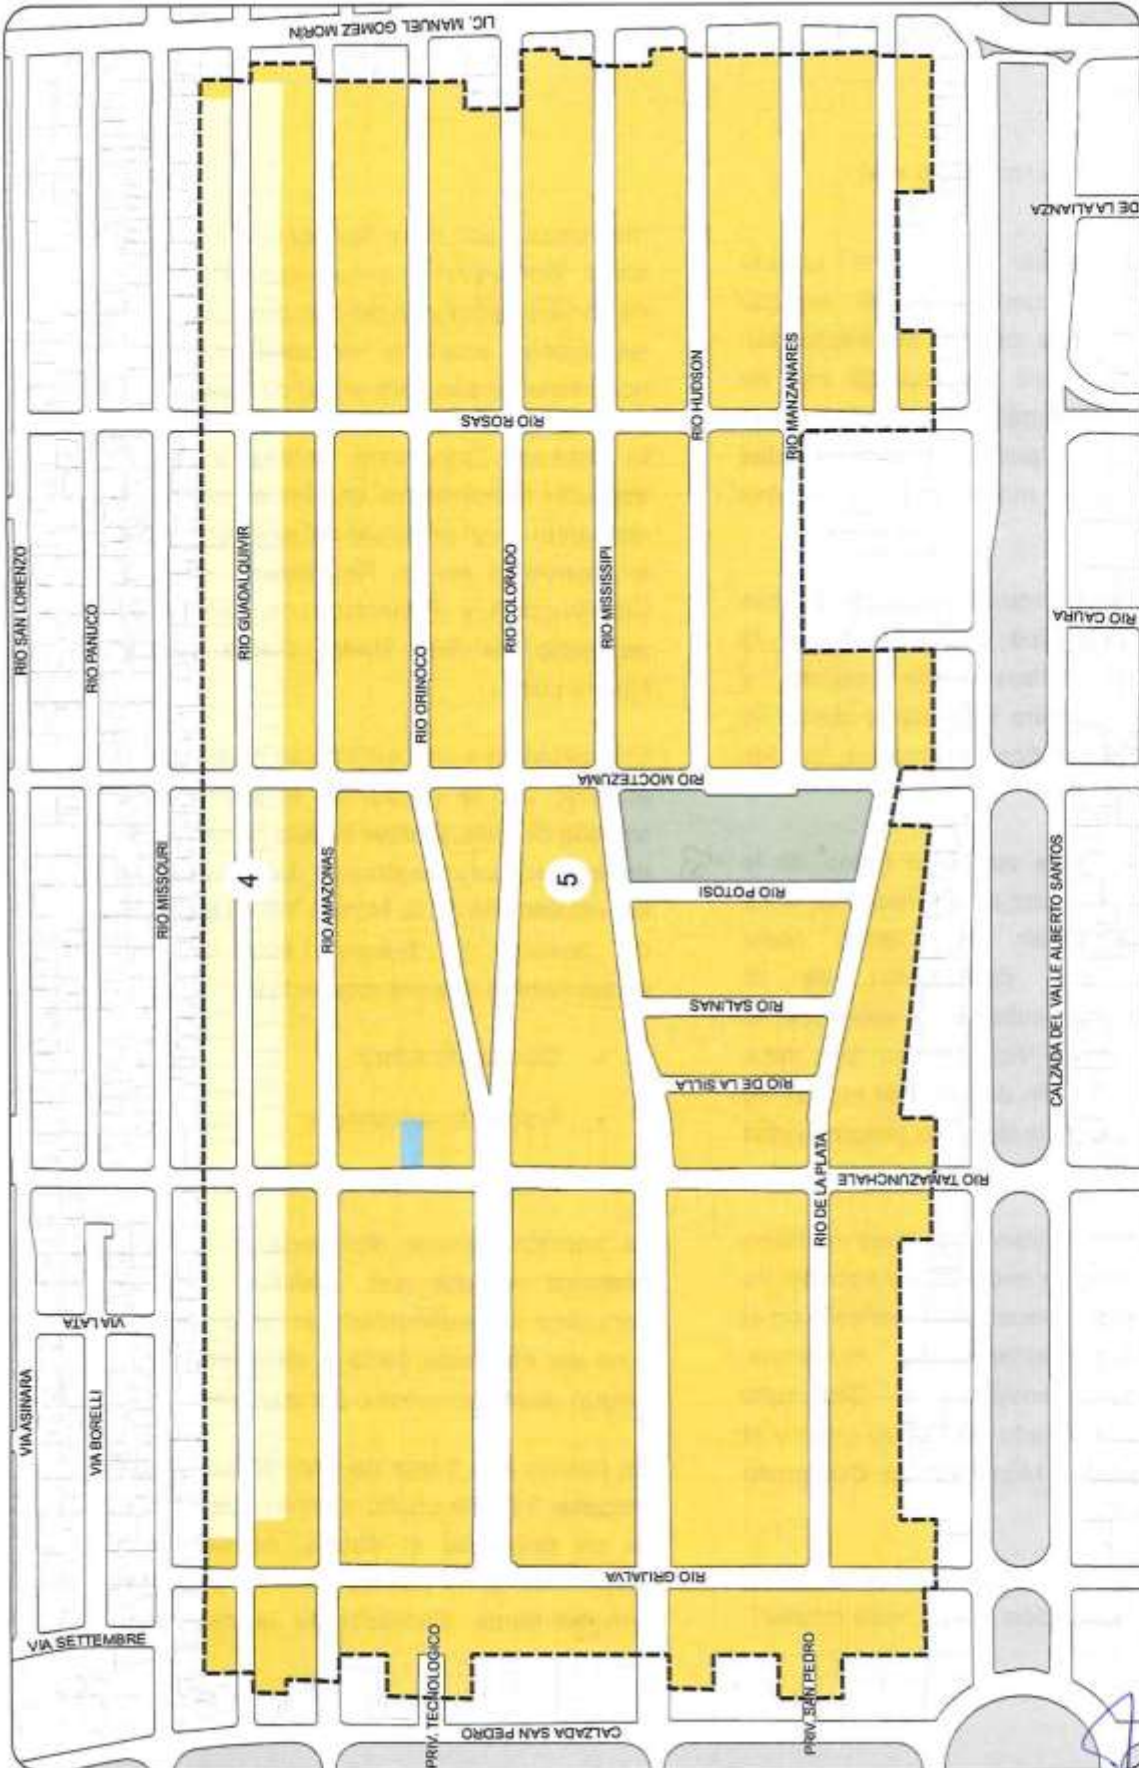 LIC. MANUEL GOMEZ MORÍN
DE LA ALIANZA
RIO HUDSON
RIO MANZANARES
RIO ROSAS
RIO SAN LORENZO
RIO PANUCO
RIO GUADALQUIVIR
RIO COLORADO
RIO MISSISSIPI
RIO CAURA
RIO ORINOCO
RIO MOCTEZUMA
RIO MISSOURI
4
RIO AMAZONAS
5
RIO POTOSI
CALZADA DEL VALLE ALBERTO SANTOS
RIO SALINAS
RIO DE LA SILLA
RIO DE LA PLATA
RIO TAMAZUNCHALE
VIA LATA
VIA ASINARA
VIA BORELLI
RIO GRIJALVA
VIA SETTEMBRE
PRIV. TECNOLOGICO
PRIV. SAN PEDRO
CALZADA SAN PEDRO